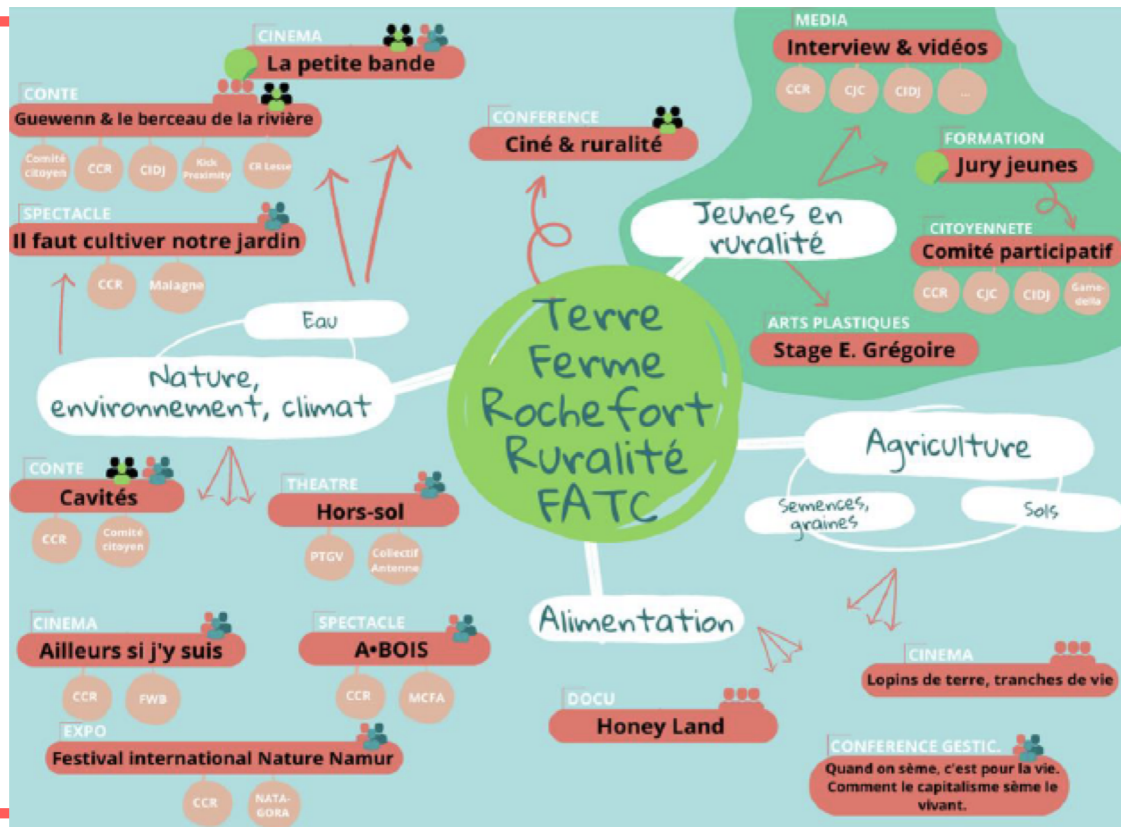 CINEMA
La petite bande
CONTE
Guewenn & le berceau de la rivière
Comité
citoyen
CCR
CIDJ
Kick
Proximity
CR Lesse
SPECTACLE
Il faut cultiver notre jardin
CCR
Malagne
CONFERENCE
Ciné & ruralité
MEDIA
Interview & vidéos
CCR
CJC
CIDJ
...
FORMATION
Jury jeunes
CITOYENNETE
Comité participatif
CCR
CJC
CIDJ
Game-
della
Jeunes en
ruralité
ARTS PLASTIQUES
Stage E. Grégoire
Eau
Nature,
environnement, climat
Terre
Ferme
Rochefort
Ruralité
FATC
Agriculture
Semences,
graines
Sols
Alimentation
CONTE
Cavités
CCR
Comité
citoyen
THEATRE
Hors-sol
PTGV
Collectif
Antenne
CINEMA
Ailleurs si j'y suis
CCR
FWB
SPECTACLE
A•BOIS
CCR
MCFA
EXPO
Festival international Nature Namur
CCR
NATA-
GORA
DOCU
Honey Land
CINEMA
Lopins de terre, tranches de vie
CONFERENCE GESTIC.
Quand on sème, c'est pour la vie.
Comment le capitalisme sème le
vivant.